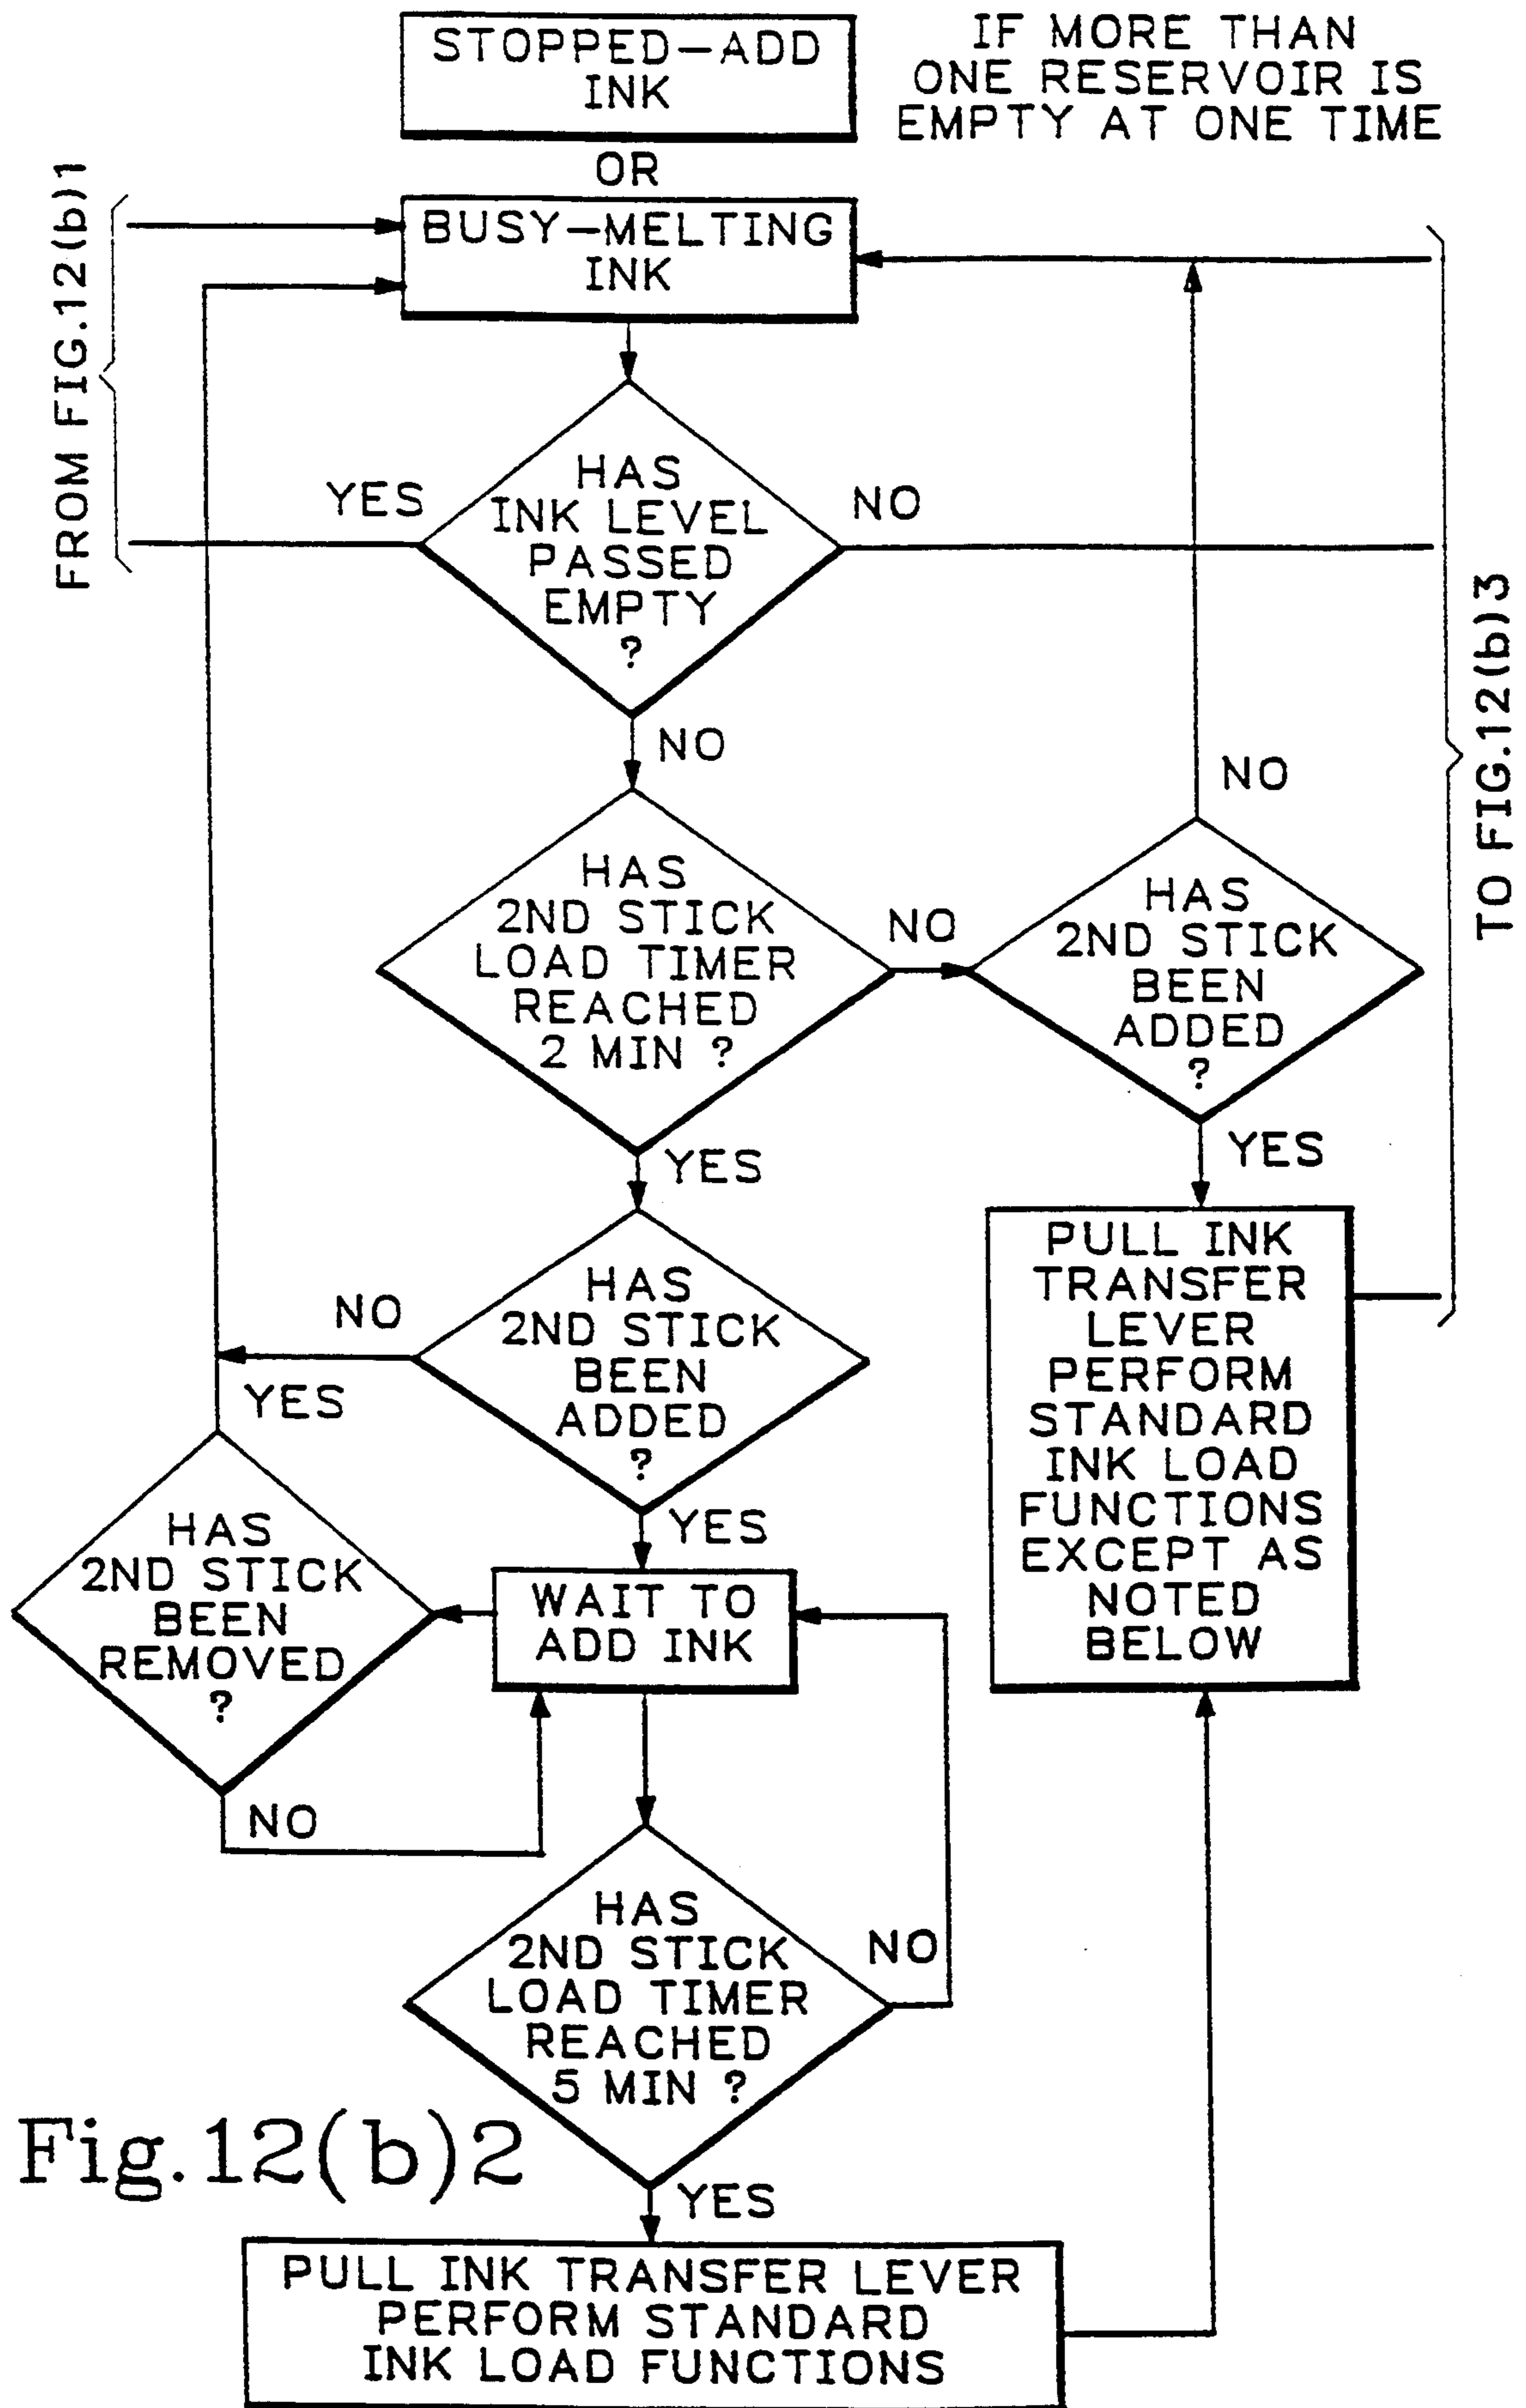 STOPPED-ADD
INK
IF MORE THAN
ONE RESERVOIR IS
EMPTY AT ONE TIME
OR
FROM FIG.12(b)1
BUSY-MELTING
INK
YES
HAS
INK LEVEL
PASSED
EMPTY
?
NO
TO FIG.12(b)3
NO
HAS
2ND STICK
LOAD TIMER
REACHED
2 MIN ?
NO
NO
HAS
2ND STICK
BEEN
ADDED
?
YES
YES
NO
HAS
2ND STICK
BEEN
ADDED
?
PULL INK
TRANSFER
LEVER
PERFORM
STANDARD
INK LOAD
FUNCTIONS
EXCEPT AS
NOTED
BELOW
YES
YES
HAS
2ND STICK
BEEN
REMOVED
?
WAIT TO
ADD INK
NO
HAS
2ND STICK
LOAD TIMER
REACHED
5 MIN ?
NO
Fig.12(b)2
YES
PULL INK TRANSFER LEVER
PERFORM STANDARD
INK LOAD FUNCTIONS